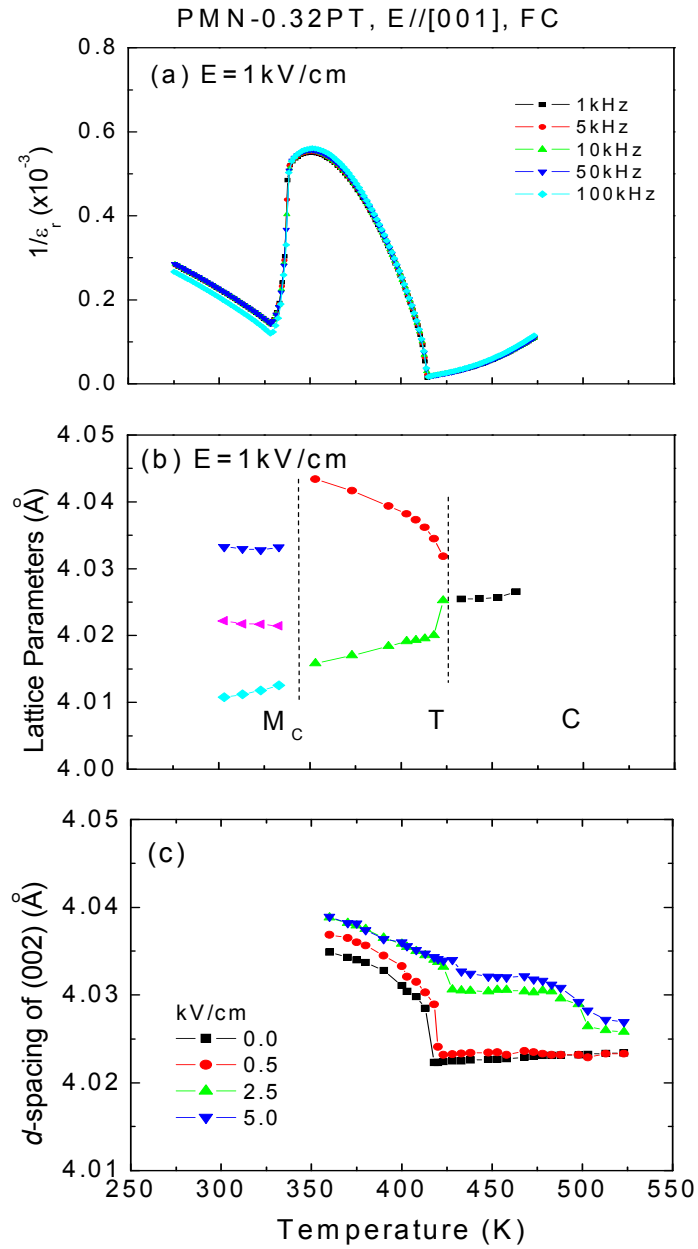 PMN-0.32PT, E//[001], FC
(a) E=1kV/cm
1kHz
5kHz
10kHz
50kHz
100kHz
0.8
0.6
0.4
0.2
0.0
1/εr (x10-3)
(b) E=1kV/cm
4.05
4.04
4.03
4.02
4.01
4.00
Lattice Parameters (Å)
MC
T
C
(c)
4.05
4.04
4.03
4.02
4.01
d-spacing of (002) (Å)
kV/cm
0.0
0.5
2.5
5.0
250 300 350 400 450 500 550
Temperature (K)